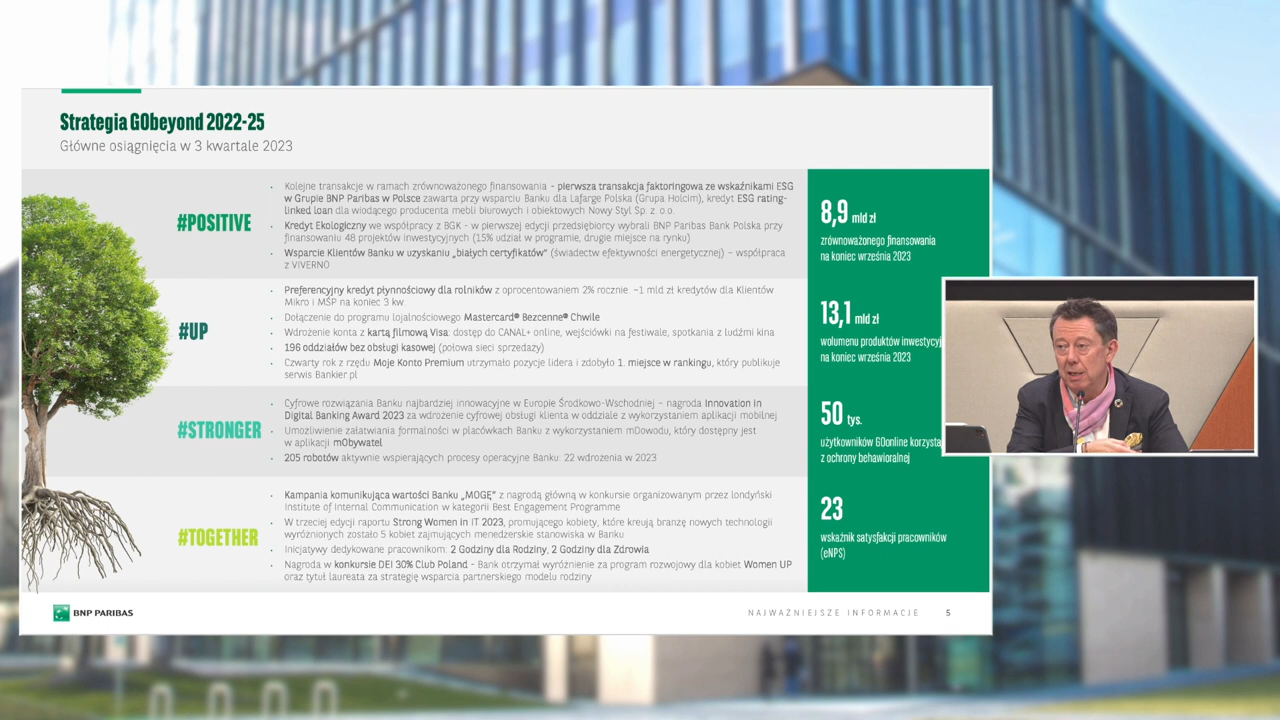 Strategia GObeyond 2022-25
Główne osiągnięcia w 3 kwartale 2023
#POSITIVE
• Kolejne transakcje w ramach zrównoważonego finansowania - pierwsza transakcja faktoringowa ze wskaźnikami ESG
w Grupie BNP Paribas w Polsce zawarta przy wsparciu Banku dla Lafarge Polska (Grupa Holcim), kredyt ESG rating-
linked loan dla wiodącego producenta mebli biurowych i obiektowych Nowy Styl Sp. z o.o.
• Kredyt Ekologiczny we współpracy z BGK - w pierwszej edycji przedsiębiorcy wybrali BNP Paribas Bank Polska przy
finansowaniu 48 projektów inwestycyjnych (15% udział w programie, drugie miejsce na rynku)
• Wsparcie Klientów Banku w uzyskaniu „białych certyfikatów” (świadectw efektywności energetycznej) – współpraca
z VIVERNO
#UP
• Preferencyjny kredyt płynnościowy dla rolników z oprocentowaniem 2% rocznie. ~1 mld zł kredytów dla Klientów
Mikro i MŚP na koniec 3 kw.
• Dołączenie do programu lojalnościowego Mastercard® Bezcenne® Chwile
• Wdrożenie konta z kartą filmową Visa: dostęp do CANAL+ online, wejściówki na festiwale, spotkania z ludźmi kina
• 196 oddziałów bez obsługi kasowej (połowa sieci sprzedaży)
• Czwarty rok z rzędu Moje Konto Premium utrzymało pozycje lidera i zdobyło 1. miejsce w rankingu, który publikuje
serwis Bankier.pl
#STRONGER
• Cyfrowe rozwiązania Banku najbardziej innowacyjne w Europie Środkowo-Wschodniej – nagroda Innovation in
Digital Banking Award 2023 za wdrożenie cyfrowej obsługi klienta w oddziale z wykorzystaniem aplikacji mobilnej
• Umożliwienie załatwiania formalności w placówkach Banku z wykorzystaniem mDowodu, który dostępny jest
w aplikacji mObywatel
• 205 robotów aktywnie wspierających procesy operacyjne Banku: 22 wdrożenia w 2023
#TOGETHER
• Kampania komunikująca wartości Banku „MOGĘ” z nagrodą główną w konkursie organizowanym przez londyński
Institute of Internal Communication w kategorii Best Engagement Programme
• W trzeciej edycji raportu Strong Women in IT 2023, promującego kobiety, które kreują branżę nowych technologii
wyróżnionych zostało 5 kobiet zajmujących menedżerskie stanowiska w Banku
• Inicjatywy dedykowane pracownikom: 2 Godziny dla Rodziny, 2 Godziny dla Zdrowia
• Nagroda w konkursie DEI 30% Club Poland - Bank otrzymał wyróżnienie za program rozwojowy dla kobiet Women UP
oraz tytuł laureata za strategię wsparcia partnerskiego modelu rodziny
8,9 mld zł
zrównoważonego finansowania
na koniec września 2023
13,1 mld zł
wolumenu produktów inwestycyj
na koniec września 2023
50 tys.
użytkowników GOonline korzysta
z ochrony behawioralnej
23
wskaźnik satysfakcji pracowników
(eNPS)
BNP PARIBAS
NAJWAŻNIEJSZE INFORMACJE 5